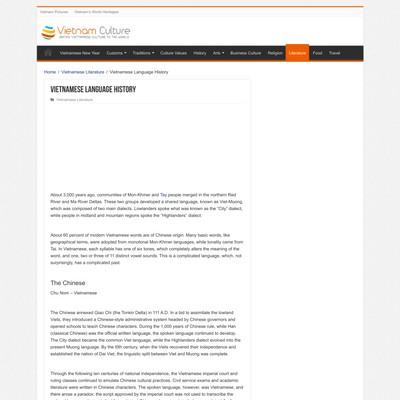 Vietnam Pictures Vietnam's World Heritages
Vietnam Culture
Vietnamese New Year Customs Traditions Culture Values History Arts Business Culture Religion Literature Food Travel
Home / Vietnamese Literature / Vietnamese Language History
VIETNAMESE LANGUAGE HISTORY
Vietnamese Literature
About 3,000 years ago, communities of Mon-Khmer and Tay people merged in the northern Red
River and Ma River Deltas. These two groups developed a shared language, known as Viet-Muong,
which was composed of two main dialects. Lowlanders spoke what was known as the "City" dialect,
while people in midland and mountain regions spoke the "Highlanders" dialect.
About 60 percent of modern Vietnamese words are of Chinese origin. Many basic words, like
geographical terms, were adopted from monotonal Mon-Khmer languages, while tonality came from
Tai. In Vietnamese, each syllable has one of six tones, which completely alters the meaning of the
word, and one, two or three of 11 distinct vowel sounds. This is a complicated language, which, not
surprisingly, has a complicated past.
The Chinese
Chu Nom – Vietnamese
The Chinese annexed Giao Chi (the Tonkin Delta) in 111 A.D. In a bid to assimilate the lowland
Viets, they introduced a Chinese-style administrative system headed by Chinese governors and
opened schools to teach Chinese characters. During the 1,000 years of Chinese rule, while Han
(classical Chinese) was the official written language, the spoken language continued to develop.
The City dialect became the common Viet language, while the Highlanders dialect evolved into the
present Muong language. By the 10th century, when the Viets recovered their independence and
established the nation of Dai Viet, the linguistic split between Viet and Muong was complete.
Through the following ten centuries of national independence, the Vietnamese imperial court and
ruling classes continued to emulate Chinese cultural practices. Civil service exams and academic
literature were written in Chinese characters. The spoken language, however, was Vietnamese, and
there arose a paradox: the script approved by the imperial court was not used to transcribe the